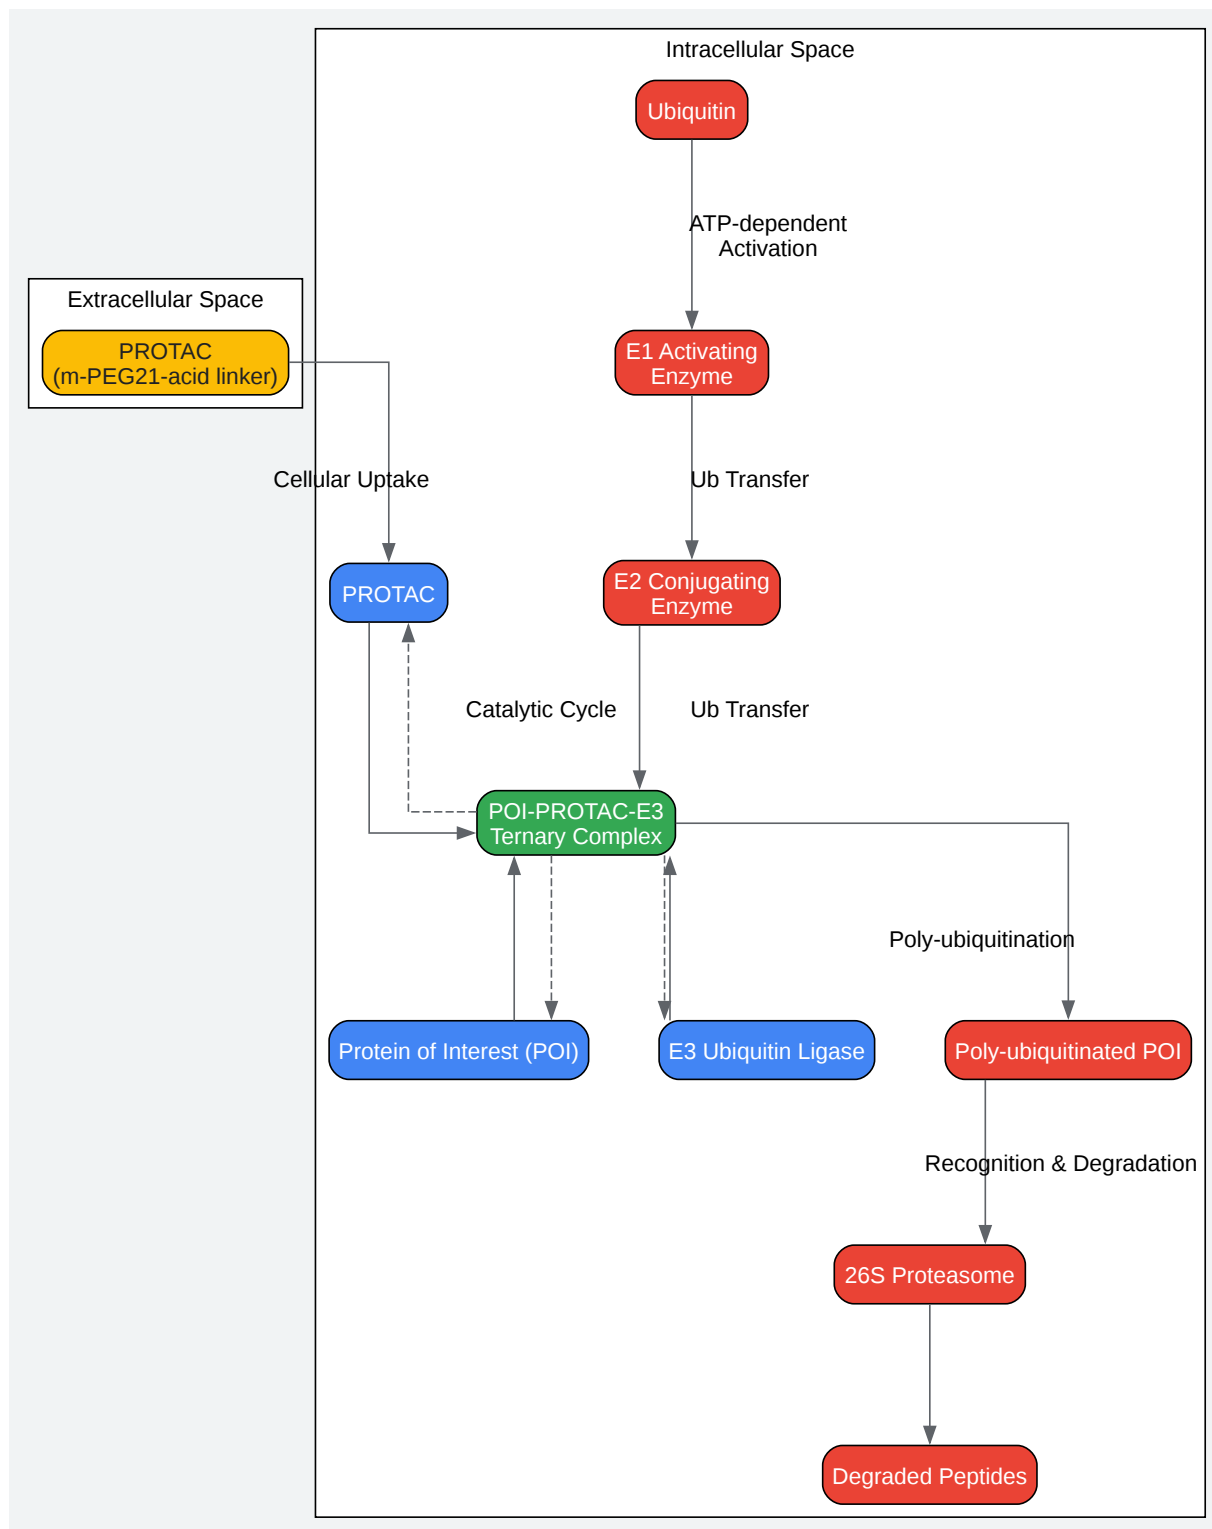 Intracellular Space
Ubiquitin
ATP-dependent
Activation
Extracellular Space
PROTAC
(m-PEG21-acid linker)
E1 Activating
Enzyme
Cellular Uptake
Ub Transfer
PROTAC
E2 Conjugating
Enzyme
Catalytic Cycle
Ub Transfer
POI-PROTAC-E3
Ternary Complex
Poly-ubiquitination
Protein of Interest (POI)
E3 Ubiquitin Ligase
Poly-ubiquitinated POI
Recognition & Degradation
26S Proteasome
Degraded Peptides